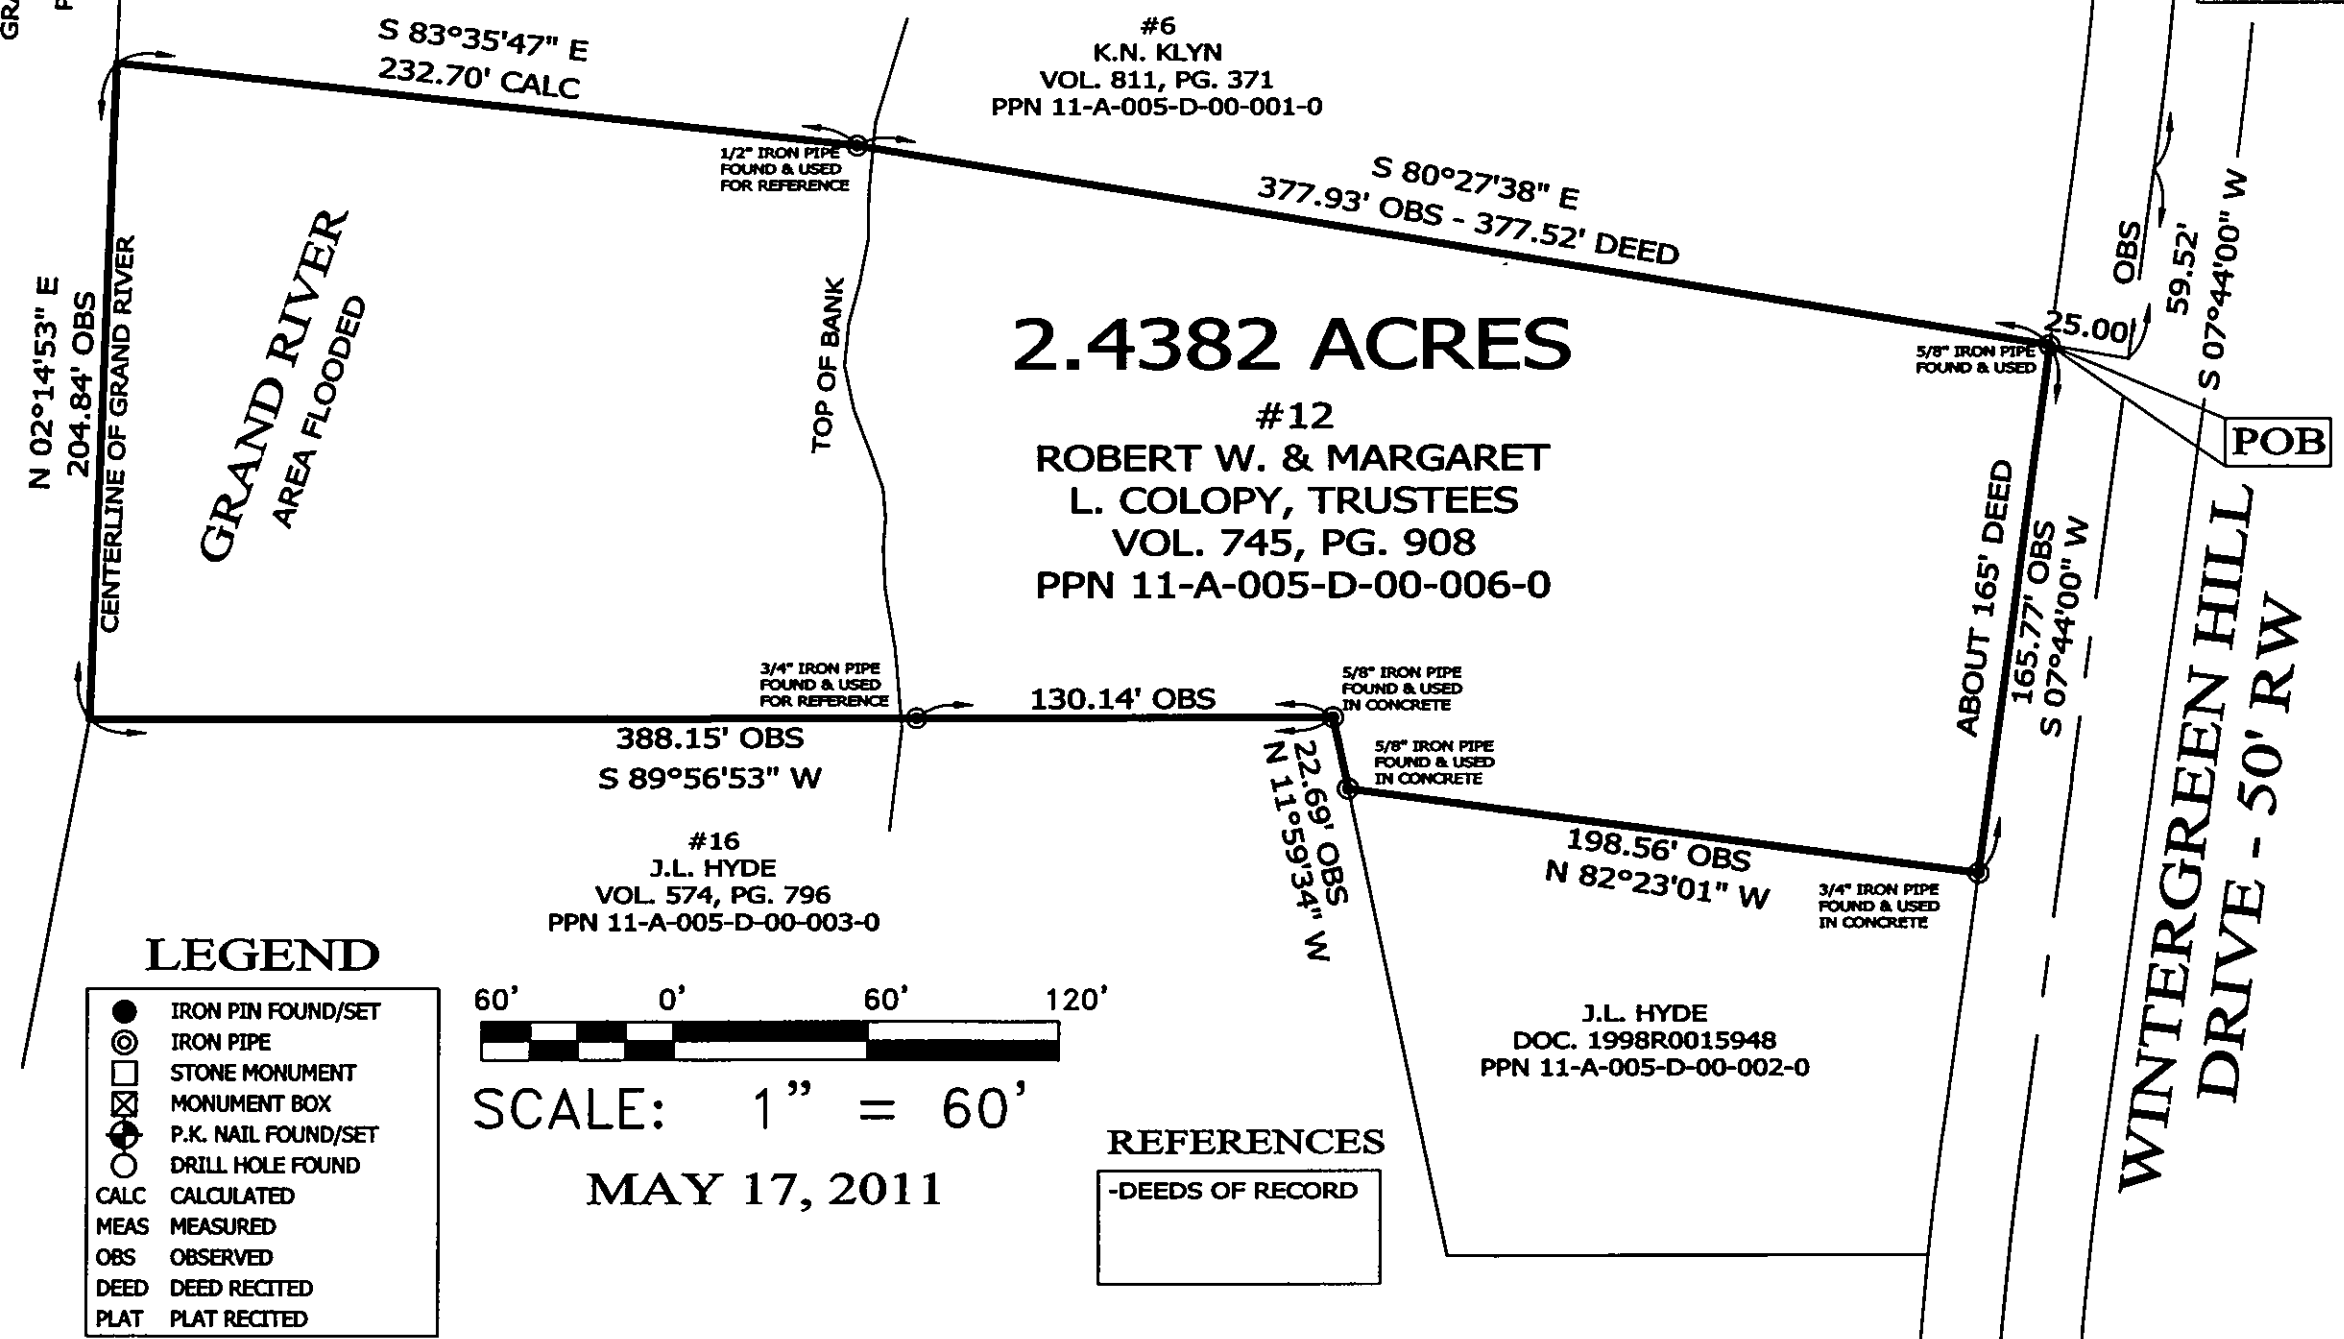 S 83°35'47" E
232.70' CALC
#6
K.N. KLYN
VOL. 811, PG. 371
PPN 11-A-005-D-00-001-0
1/2" IRON PIPE
FOUND & USED
FOR REFERENCE
S 80°27'38" E
377.93' OBS - 377.52' DEED
OBS
59.52'
S 07°44'00" W
25.00'
5/8" IRON PIPE
FOUND & USED
POB
N 02°14'53" E
204.84' OBS
CENTERLINE OF GRAND RIVER
GRAND RIVER
AREA FLOODED
TOP OF BANK
2.4382 ACRES
#12
ROBERT W. & MARGARET
L. COLOPY, TRUSTEES
VOL. 745, PG. 908
PPN 11-A-005-D-00-006-0
ABOUT 165' DEED
165.77' OBS
S 07°44'00" W
WINTERGREEN HILL
DRIVE - 50' RW
3/4" IRON PIPE
FOUND & USED
FOR REFERENCE
130.14' OBS
5/8" IRON PIPE
FOUND & USED
IN CONCRETE
388.15' OBS
S 89°56'53" W
22.69' OBS
N 11°59'34" W
5/8" IRON PIPE
FOUND & USED
IN CONCRETE
198.56' OBS
N 82°23'01" W
3/4" IRON PIPE
FOUND & USED
IN CONCRETE
#16
J.L. HYDE
VOL. 574, PG. 796
PPN 11-A-005-D-00-003-0
J.L. HYDE
DOC. 1998R0015948
PPN 11-A-005-D-00-002-0
LEGEND
IRON PIN FOUND/SET
IRON PIPE
STONE MONUMENT
MONUMENT BOX
P.K. NAIL FOUND/SET
DRILL HOLE FOUND
CALC CALCULATED
MEAS MEASURED
OBS OBSERVED
DEED DEED RECITED
PLAT PLAT RECITED
60' 0' 60' 120'
SCALE: 1" = 60'
MAY 17, 2011
REFERENCES
-DEEDS OF RECORD